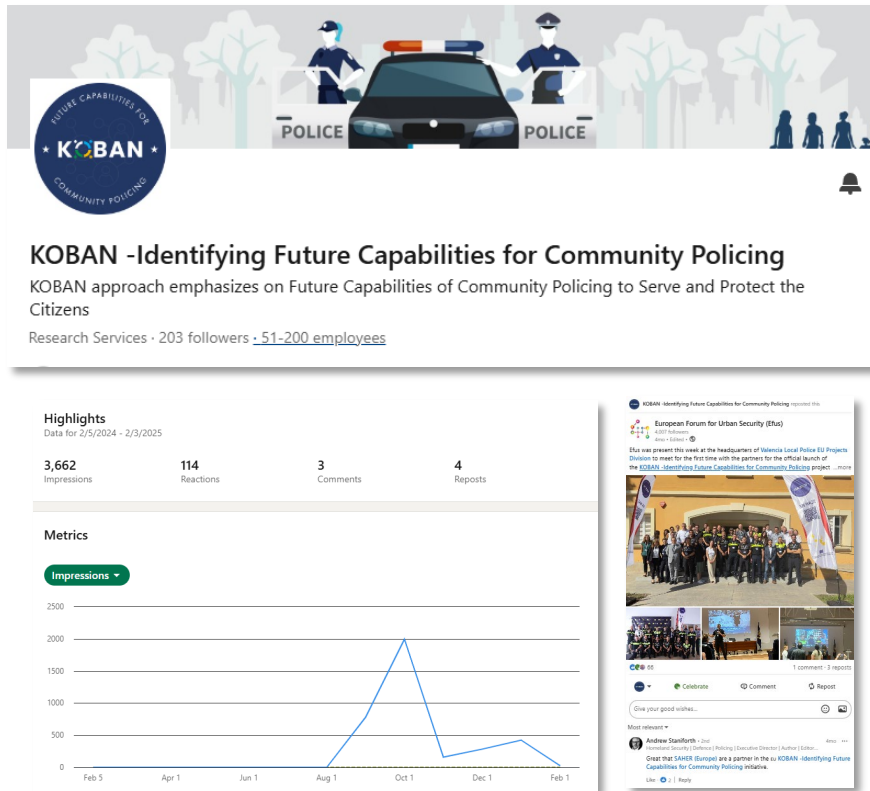 POLICE
POLICE
FUTURE CAPABILITIES FOR
★ KOBAN ★
COMMUNITY POLICING
KOBAN -Identifying Future Capabilities for Community Policing
KOBAN approach emphasizes on Future Capabilities of Community Policing to Serve and Protect the
Citizens
Research Services · 203 followers · 51-200 employees
Highlights
Data for 2/5/2024 - 2/3/2025
3,662
Impressions
114
Reactions
3
Comments
4
Reposts
Metrics
Impressions
2500
2000
1500
1000
500
0
Feb 5
Apr 1
Jun 1
Aug 1
Oct 1
Dec 1
Feb 1
KOBAN -Identifying Future Capabilities for Community Policing reposted this
European Forum for Urban Security (Efus)
4,007 followers
4mo • Edited •
Efus was present this week at the headquarters of Valencia Local Police EU Projects
Division to meet for the first time with the partners for the official launch of
the KOBAN -Identifying Future Capabilities for Community Policing project ...more
66
1 comment · 3 reposts
Celebrate
Comment
Repost
Give your good wishes...
Most relevant
Andrew Staniforth • 2nd
4mo ...
Homeland Security | Defence | Policing | Executive Director | Author | Editor...
Great that SAHER (Europe) are a partner in the eu KOBAN -Identifying Future
Capabilities for Community Policing initiative.
Like
2 | Reply